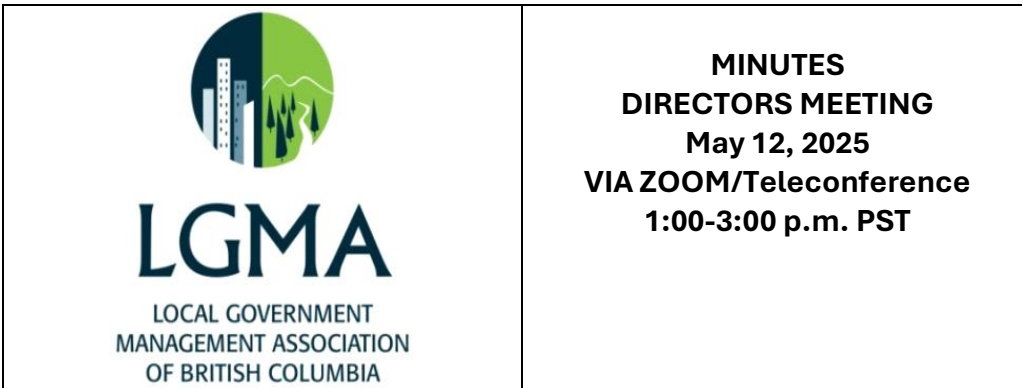 LGMA
LOCAL GOVERNMENT
MANAGEMENT ASSOCIATION
OF BRITISH COLUMBIA
MINUTES
DIRECTORS MEETING
May 12, 2025
VIA ZOOM/Teleconference
1:00-3:00 p.m. PST